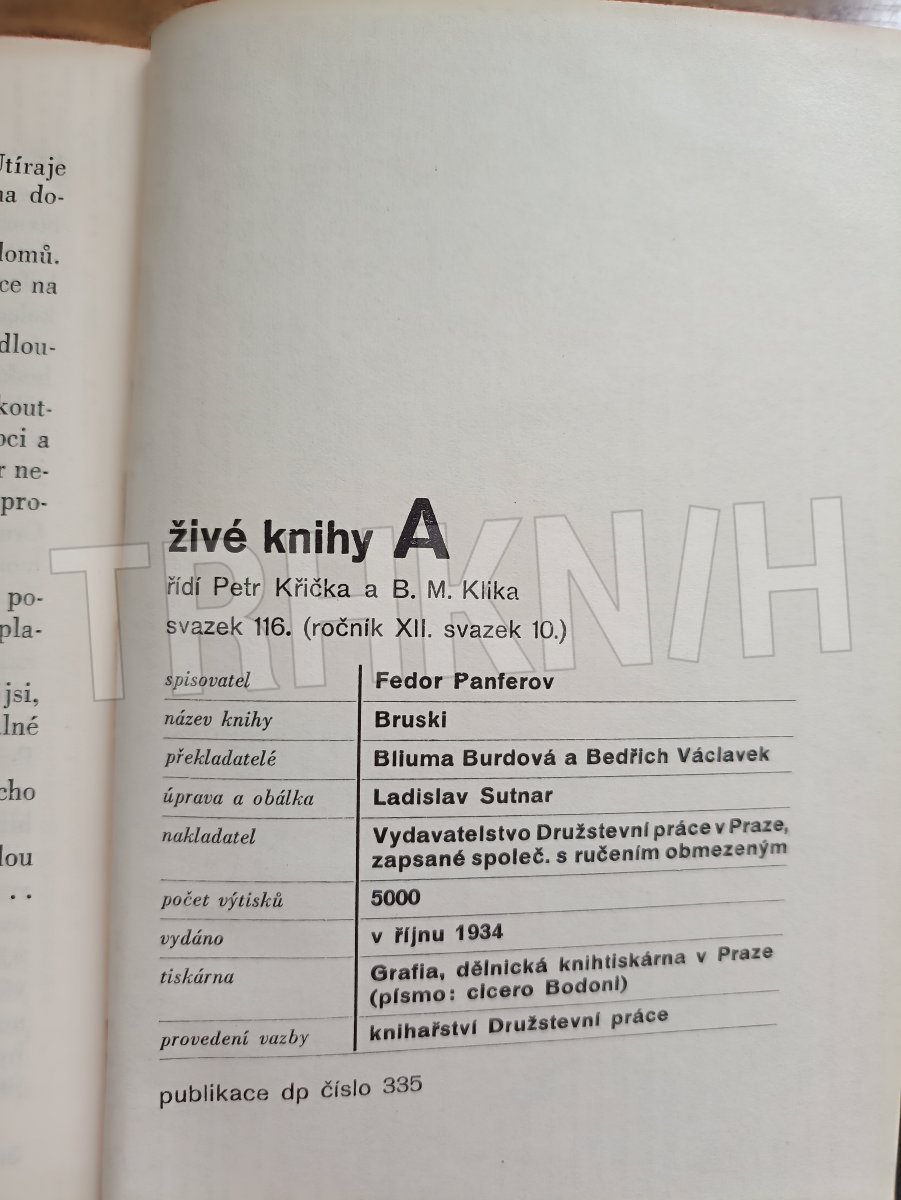 Utíraje
na do-
domů.
ce na
dlou-
kout-
ci a
ne-
pro-
po-
pla-
jsi,
lné
cho
lou
. .
živé knihy A
řídí Petr Křička a B. M. Klika
svazek 116. (ročník XII. svazek 10.)
spisovatel Fedor Panferov
název knihy Bruski
překladatelé Bliuma Burdová a Bedřich Václavek
úprava a obálka Ladislav Sutnar
nakladatel Vydavatelstvo Družstevní práce v Praze,
zapsané společ. s ručením obmezeným
počet výtisků 5000
vydáno v říjnu 1934
tiskárna Grafia, dělnická knihtiskárna v Praze
(písmo: cicero Bodoni)
provedení vazby knihařství Družstevní práce
publikace dp číslo 335
TRHKNIH